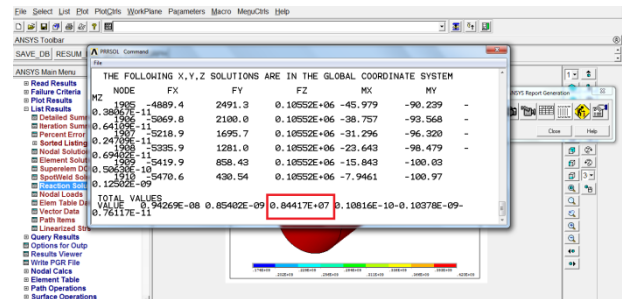 File Select List Plot PlotCtrls WorkPlane Parameters Macro MenuCtrls Help
ANSYS Toolbar
SAVE_DB RESUM
PRRSOL Command
File
ANSYS Main Menu
Read Results
Failure Criteria
Plot Results
List Results
Detailed Summ
Iteration Summ
Percent Error
Sorted Listing
Nodal Solution
Element Soluti
Superelem DO
SpotWeld Solu
Reaction Solu
Nodal Loads
Elem Table Da
Vector Data
Path Items
Linearized Strs
Query Results
Options for Outp
Results Viewer
Write PGR File
Nodal Calcs
Element Table
Path Operations
Surface Operations
THE FOLLOWING X,Y,Z SOLUTIONS ARE IN THE GLOBAL COORDINATE SYSTEM
NODE FX FY FZ MX MY
MZ
1905 -4889.4 2491.3 0.10552E+06 -45.979 -90.239 -
0.38067E-11
1906 -5069.8 2100.0 0.10552E+06 -38.757 -93.568 -
0.64109E-11
1907 -5218.9 1695.7 0.10552E+06 -31.296 -96.320 -
0.24709E-11
1908 -5335.9 1281.0 0.10552E+06 -23.643 -98.479 -
0.69402E-11
1909 -5419.9 858.43 0.10552E+06 -15.843 -100.03
0.50630E-10
1910 -5470.6 430.54 0.10552E+06 -7.9461 -100.97
0.12502E-09
TOTAL VALUES
VALUE 0.94269E-08 0.85402E-09 0.84417E+07 0.10816E-10-0.10378E-09-
0.76117E-11
ANSYS Report Generation
Close Help